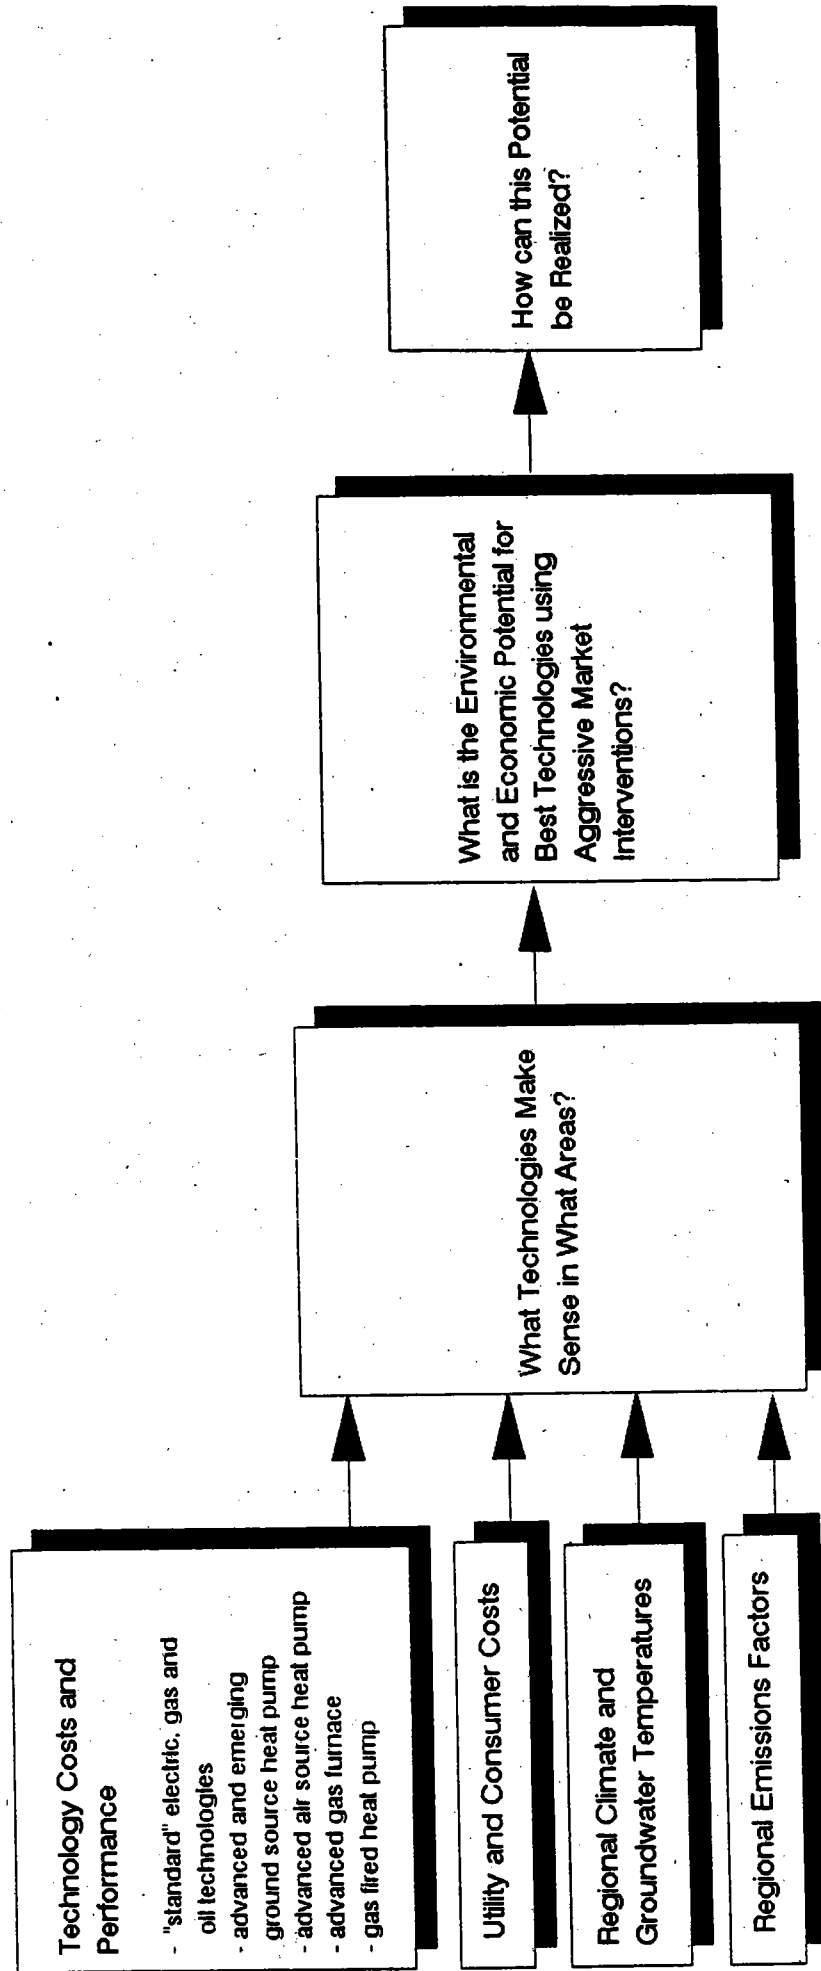 Technology Costs and
Performance
- "standard" electric, gas and
oil technologies
- advanced and emerging
ground source heat pump
- advanced air source heat pump
- advanced gas furnace
- gas fired heat pump
Utility and Consumer Costs
Regional Climate and
Groundwater Temperatures
Regional Emissions Factors
What Technologies Make
Sense in What Areas?
What is the Environmental
and Economic Potential for
Best Technologies using
Aggressive Market
Interventions?
How can this Potential
be Realized?